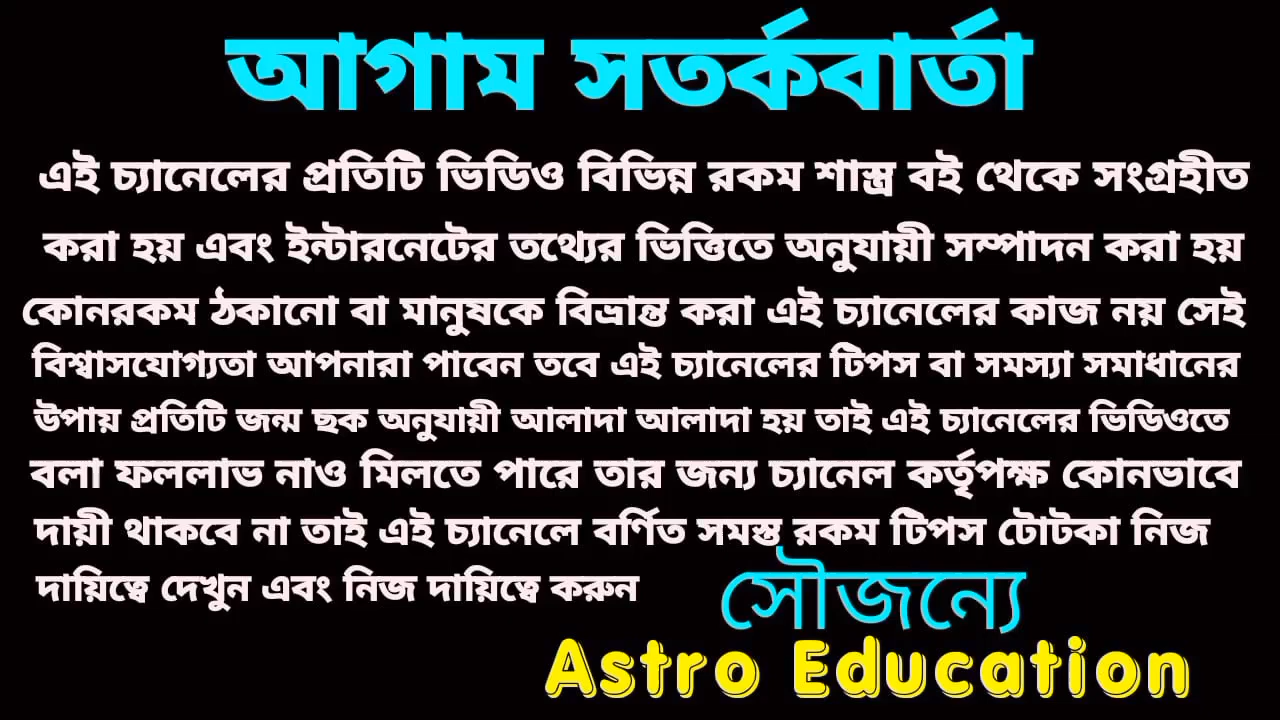 আগাম সতর্কবার্তা
এই চ্যানেলের প্রতিটি ভিডিও বিভিন্ন রকম শাস্ত্র বই থেকে সংগ্রহীত
করা হয় এবং ইন্টারনেটের তথ্যের ভিত্তিতে অনুযায়ী সম্পাদন করা হয়
কোনরকম ঠকানো বা মানুষকে বিভ্রান্ত করা এই চ্যানেলের কাজ নয় সেই
বিশ্বাসযোগ্যতা আপনারা পাবেন তবে এই চ্যানেলের টিপস বা সমস্যা সমাধানের
উপায় প্রতিটি জন্ম ছক অনুযায়ী আলাদা আলাদা হয় তাই এই চ্যানেলের ভিডিওতে
বলা ফললাভ নাও মিলতে পারে তার জন্য চ্যানেল কর্তৃপক্ষ কোনভাবে
দায়ী থাকবে না তাই এই চ্যানেলে বর্ণিত সমস্ত রকম টিপস টোটকা নিজ
দায়িত্বে দেখুন এবং নিজ দায়িত্বে করুন
সৌজন্যে
Astro Education